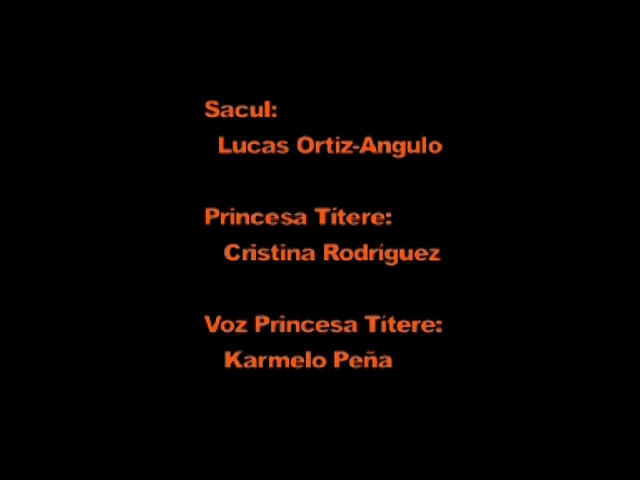 Sacul:
Lucas Ortiz-Angulo
Princesa Títere:
Cristina Rodríguez
Voz Princesa Títere:
Karmelo Peña